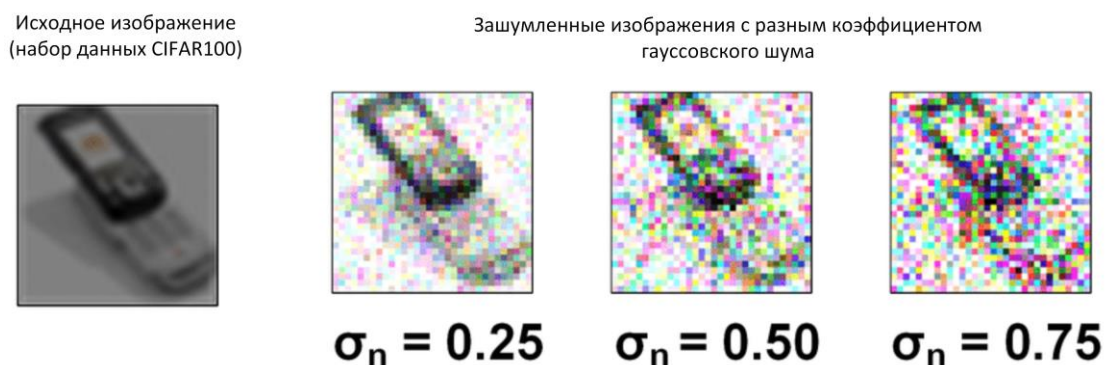 Исходное изображение
(набор данных CIFAR100)
Зашумленные изображения с разным коэффициентом
гауссовского шума
σn = 0.25
σn = 0.50
σn = 0.75